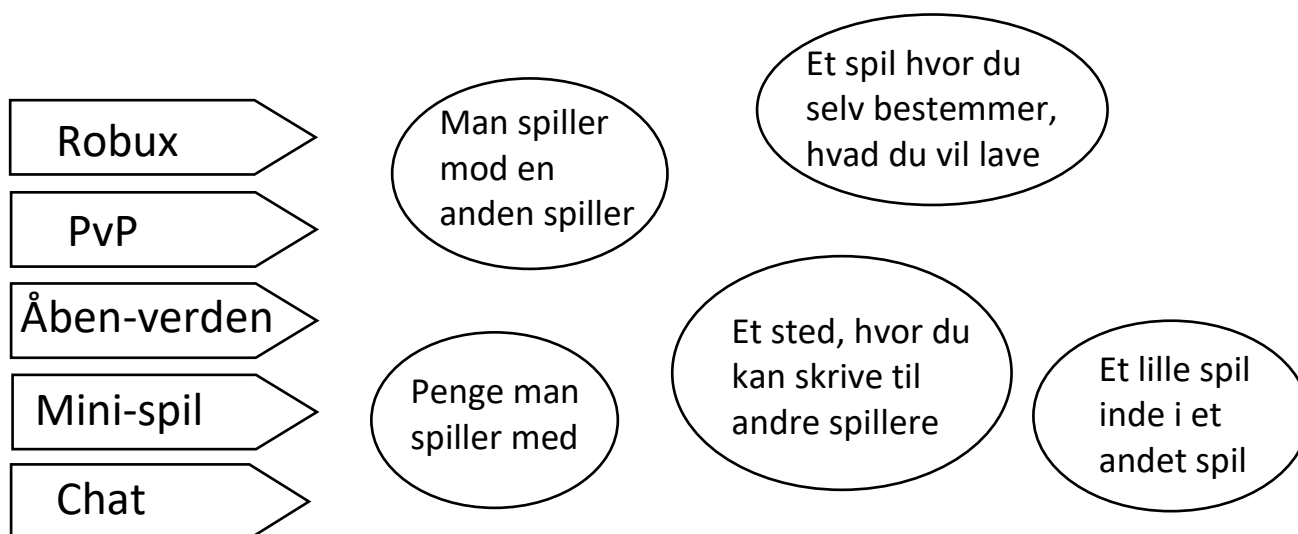 Robux
PvP
Åben-verden
Mini-spil
Chat
Man spiller
mod en
anden spiller
Et spil hvor du
selv bestemmer,
hvad du vil lave
Penge man
spiller med
Et sted, hvor du
kan skrive til
andre spillere
Et lille spil
inde i et
andet spil